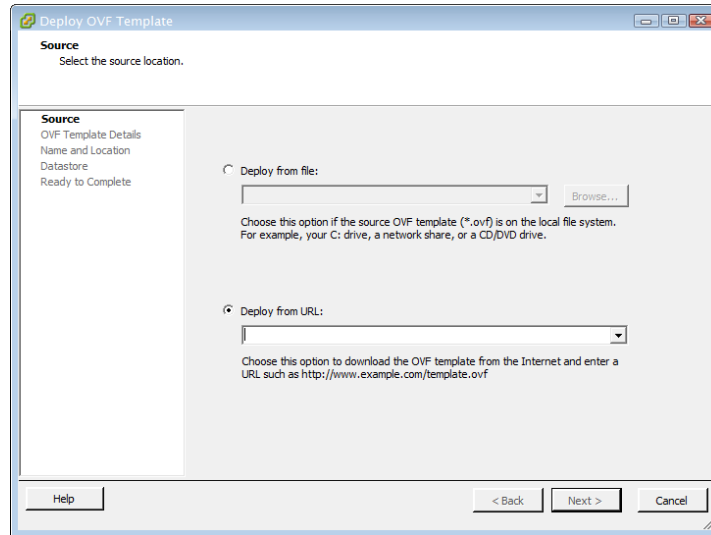 Deploy OVF Template
Source
Select the source location.
Source
OVF Template Details
Name and Location
Datastore
Ready to Complete
Deploy from file:
Browse...
Choose this option if the source OVF template (*.ovf) is on the local file system.
For example, your C: drive, a network share, or a CD/DVD drive.
Deploy from URL:
Choose this option to download the OVF template from the Internet and enter a
URL such as http://www.example.com/template.ovf
Help
< Back
Next >
Cancel